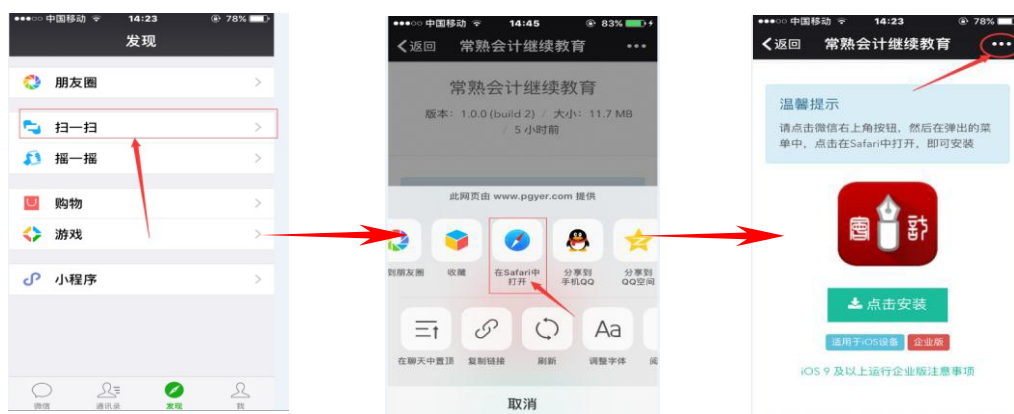 中国移动 14:23 78%
发现
朋友圈
扫一扫
摇一摇
购物
游戏
小程序
微信 通讯录 发现 我
中国移动 14:45 83%
返回 常熟会计继续教育
常熟会计继续教育
版本: 1.0.0 (build 2) / 大小: 11.7 MB
/ 5 小时前
此网页由 www.pgyer.com 提供
到朋友圈 收藏 在Safari中 分享到 分享到
打开 手机QQ QQ空间
Aa
在聊天中置顶 复制链接 刷新 调整字体
取消
中国移动 14:23 78%
返回 常熟会计继续教育
温馨提示
请点击微信右上角按钮，然后在弹出的菜
单中，点击在Safari中打开，即可安装
点击安装
适用于iOS设备 企业版
iOS 9 及以上运行企业版注意事项